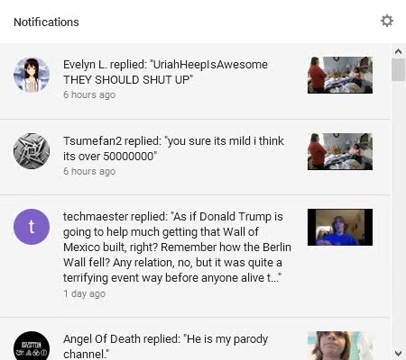 Notifications
Evelyn L. replied: "UriahHeepIsAwesome
THEY SHOULD SHUT UP"
6 hours ago
Tsumefan2 replied: "you sure its mild i think
its over 50000000"
6 hours ago
t
techmaester replied: "As if Donald Trump is
going to help much getting that Wall of
Mexico built, right? Remember how the Berlin
Wall fell? Any relation, no, but it was quite a
terrifying event way before anyone alive t..."
1 day ago
Angel Of Death replied: "He is my parody
channel."